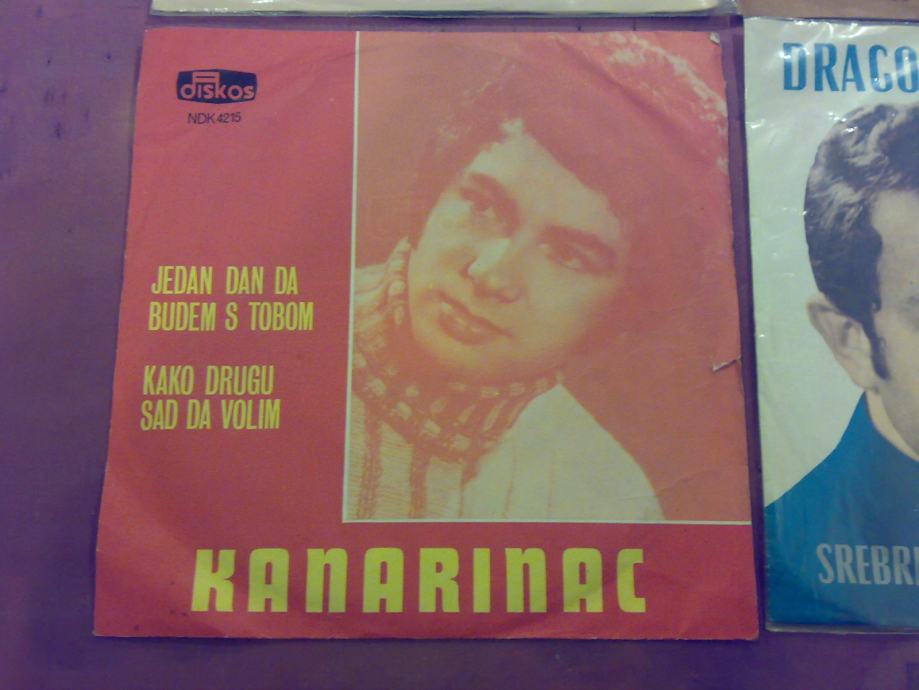 diskos
NDK 4215
JEDAN DAN DA
BUDEM S TOBOM
KAKO DRUGU
SAD DA VOLIM
KANARINAC
DRAGO
SREBR